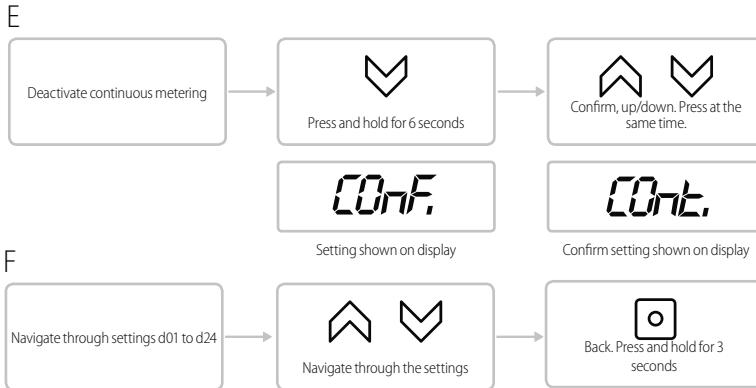 E
Deactivate continuous metering
Press and hold for 6 seconds
Confirm, up/down. Press at the
same time.
COnF.
COnt.
Setting shown on display
Confirm setting shown on display
F
Navigate through settings d01 to d24
Navigate through the settings
Back. Press and hold for 3
seconds